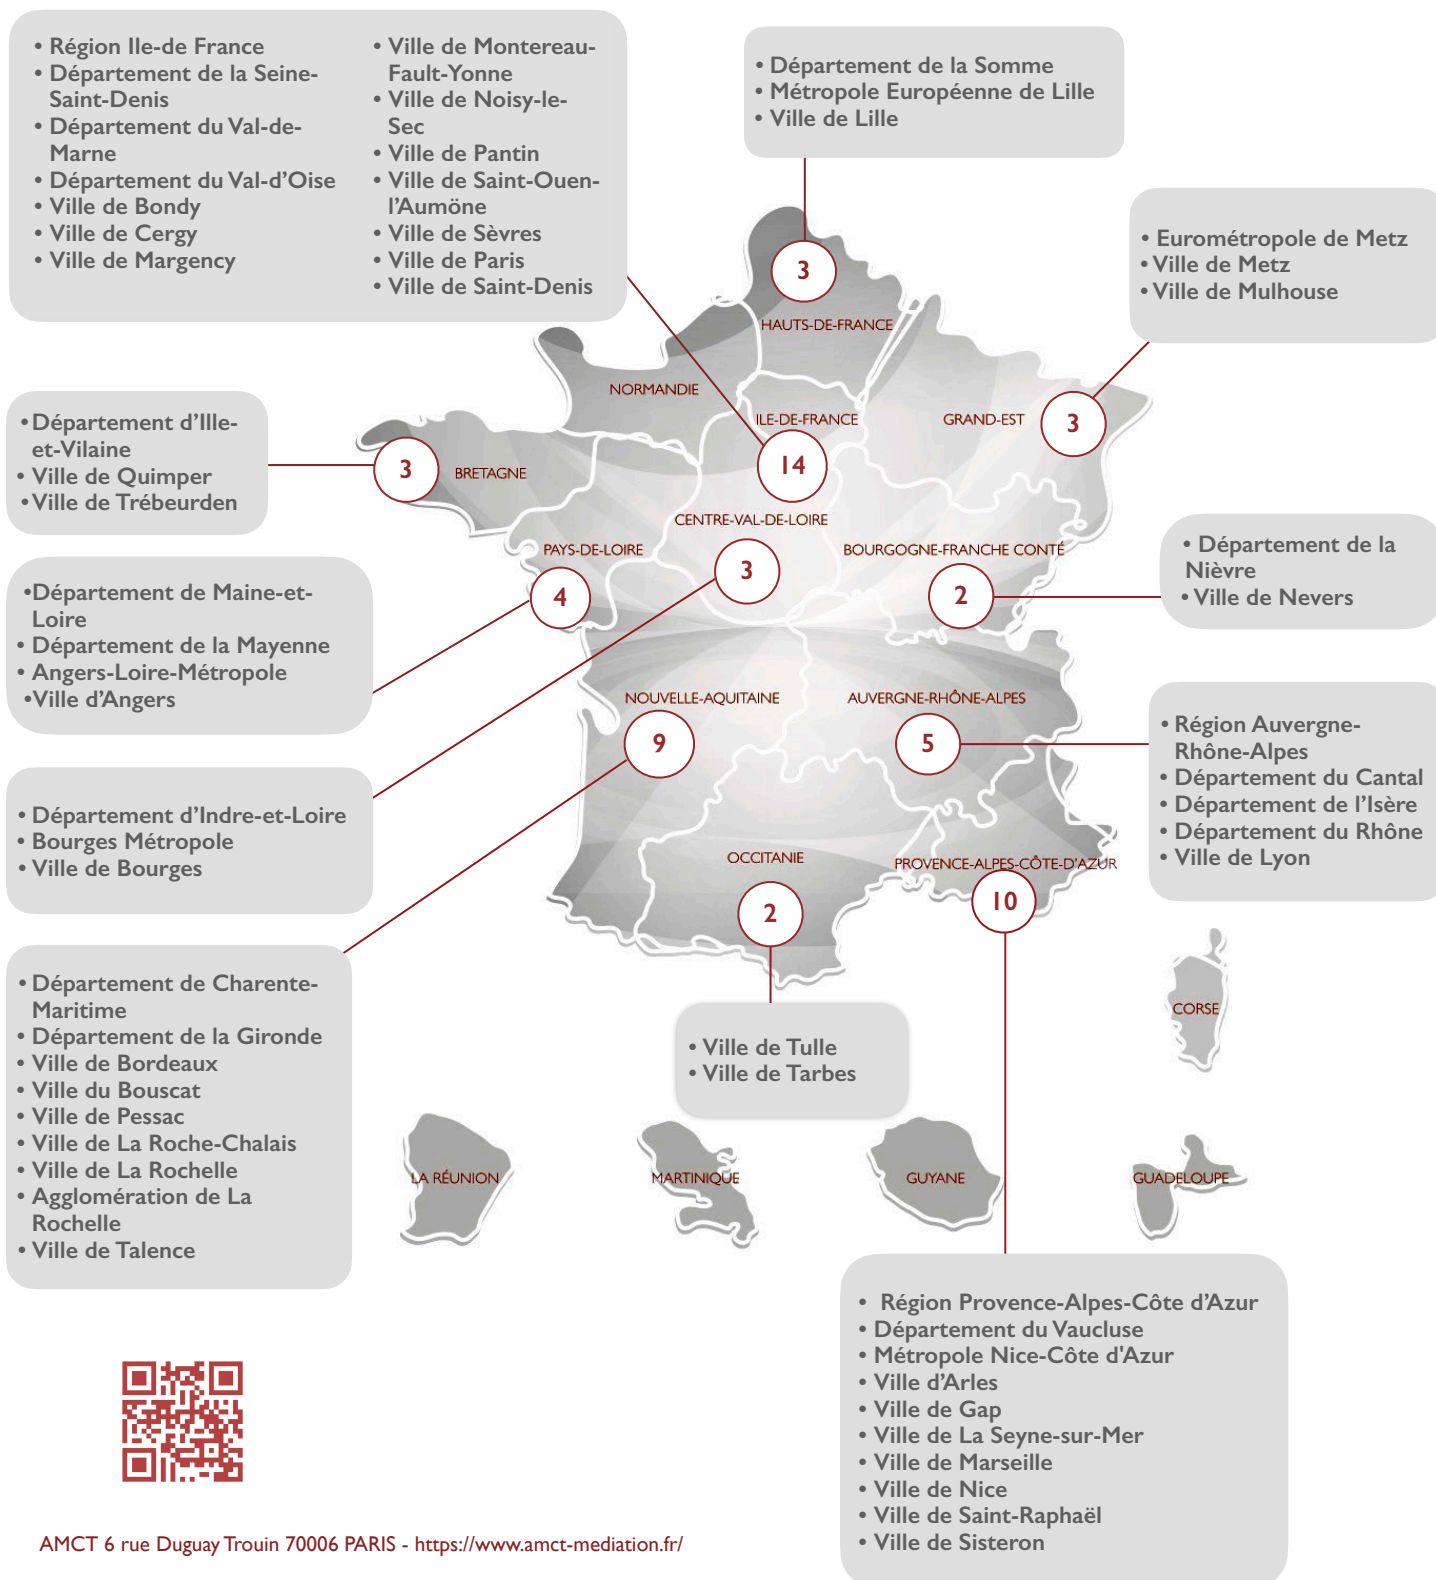 • Région Ile-de France
• Département de la Seine-
Saint-Denis
• Département du Val-de-
Marne
• Département du Val-d’Oise
• Ville de Bondy
• Ville de Cergy
• Ville de Margency
• Ville de Montereau-
Fault-Yonne
• Ville de Noisy-le-
Sec
• Ville de Pantin
• Ville de Saint-Ouen-
l’Aumöne
• Ville de Sèvres
• Ville de Paris
• Ville de Saint-Denis
• Département de la Somme
• Métropole Européenne de Lille
• Ville de Lille
• Eurométropole de Metz
• Ville de Metz
• Ville de Mulhouse
3
HAUTS-DE-FRANCE
NORMANDIE
ILE-DE-FRANCE
14
GRAND-EST
3
• Département d’Ille-
et-Vilaine
• Ville de Quimper
• Ville de Trébeurden
3
BRETAGNE
CENTRE-VAL-DE-LOIRE
3
PAYS-DE-LOIRE
4
BOURGOGNE-FRANCHE CONTÉ
2
• Département de la
Nièvre
• Ville de Nevers
• Département de Maine-et-
Loire
• Département de la Mayenne
• Angers-Loire-Métropole
• Ville d’Angers
NOUVELLE-AQUITAINE
9
AUVERGNE-RHÔNE-ALPES
5
• Région Auvergne-
Rhône-Alpes
• Département du Cantal
• Département de l’Isère
• Département du Rhône
• Ville de Lyon
• Département d’Indre-et-Loire
• Bourges Métropole
• Ville de Bourges
OCCITANIE
2
PROVENCE-ALPES-CÔTE-D’AZUR
10
• Département de Charente-
Maritime
• Département de la Gironde
• Ville de Bordeaux
• Ville du Bouscat
• Ville de Pessac
• Ville de La Roche-Chalais
• Ville de La Rochelle
• Agglomération de La
Rochelle
• Ville de Talence
• Ville de Tulle
• Ville de Tarbes
CORSE
LA RÉUNION
MARTINIQUE
GUYANE
GUADELOUPE
• Région Provence-Alpes-Côte d’Azur
• Département du Vaucluse
• Métropole Nice-Côte d'Azur
• Ville d’Arles
• Ville de Gap
• Ville de La Seyne-sur-Mer
• Ville de Marseille
• Ville de Nice
• Ville de Saint-Raphaël
• Ville de Sisteron
AMCT 6 rue Duguay Trouin 70006 PARIS - https://www.amct-mediation.fr/